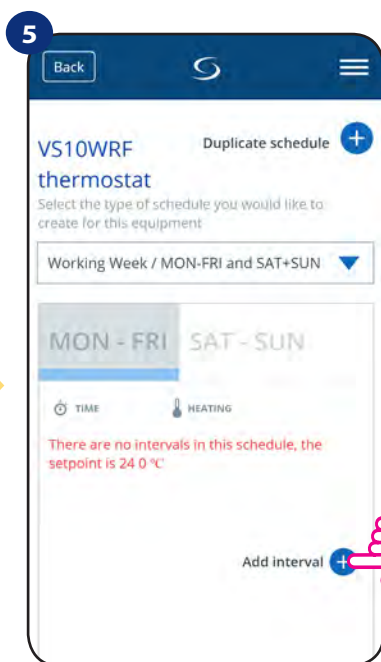 5
Back
VS10WRF
thermostat
Duplicate schedule
Select the type of schedule you would like to
create for this equipment
Working Week / MON-FRI and SAT+SUN
MON - FRI SAT - SUN
TIME HEATING
There are no intervals in this schedule, the
setpoint is 24 0 °C
Add interval